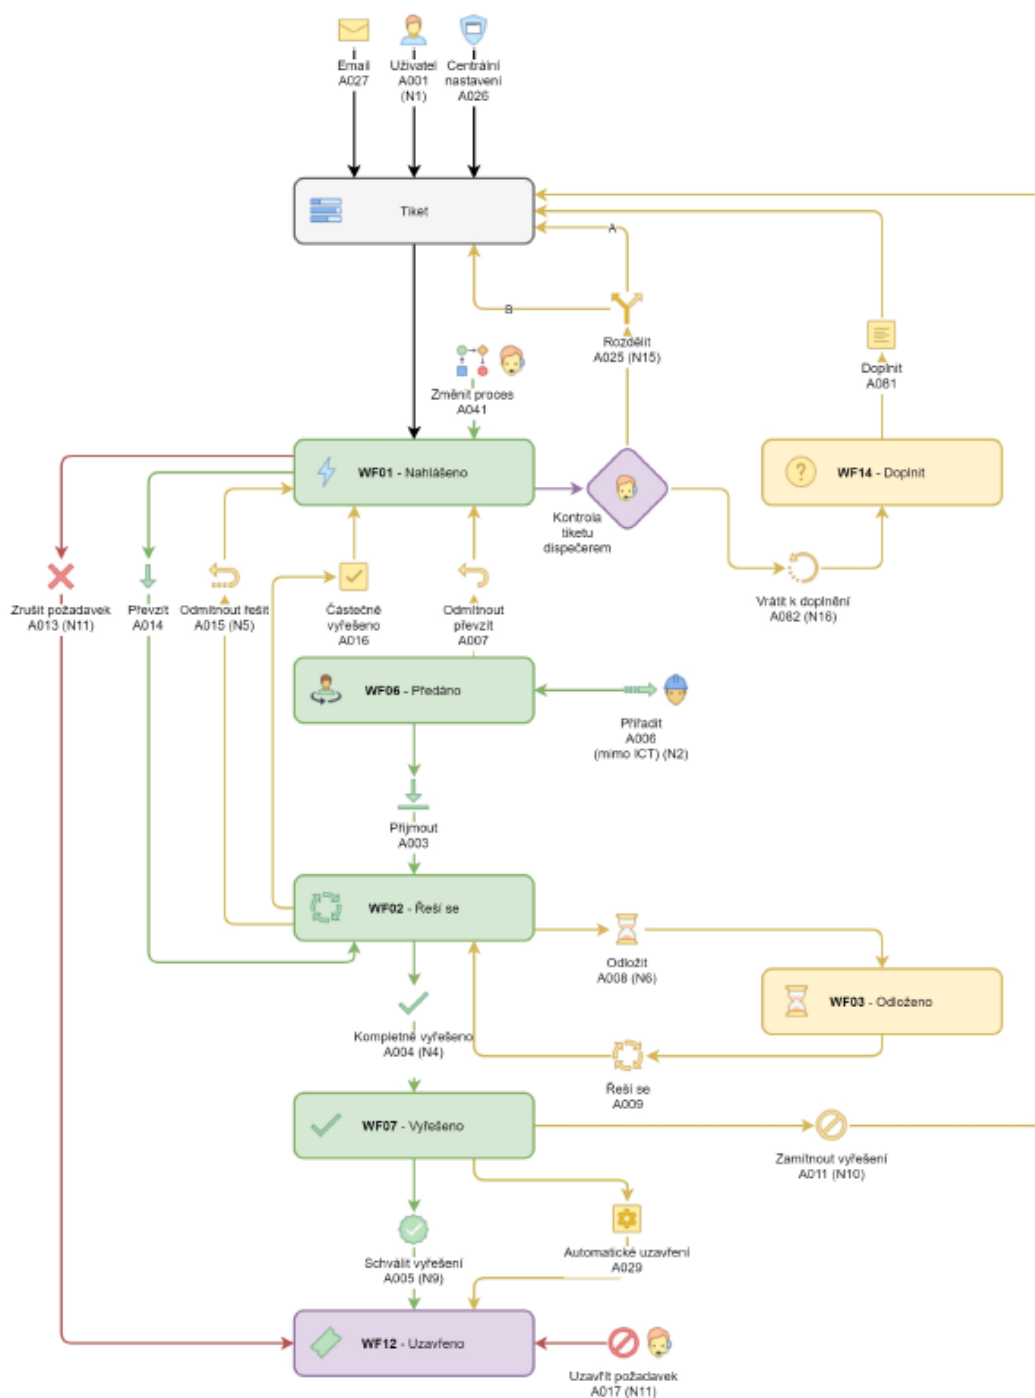 Email
A027
Uživatel
A001
(N1)
Centrální
nastavení
A026
Tiket
A
B
Rozdělit
A025 (N15)
Doplnit
A081
Změnit proces
A041
WF01 - Nahlášeno
WF14 - Doplnit
Kontrola
tiketu
dispečerem
Vrátit k doplnění
A082 (N16)
Zrušit požadavek
A013 (N11)
Převzít
A014
Odmítnout řešit
A015 (N5)
Částečně
vyřešeno
A016
Odmítnout
převzít
A007
WF06 - Předáno
Přiřadit
A006
(mimo ICT) (N2)
Přijmout
A003
WF02 - Řeší se
Odložit
A008 (N6)
WF03 - Odloženo
Kompletně vyřešeno
A004 (N4)
Řeší se
A009
WF07 - Vyřešeno
Zamítnout vyřešení
A011 (N10)
Schválit vyřešení
A005 (N9)
Automatické uzavření
A029
WF12 - Uzavřeno
Uzavřít požadavek
A017 (N11)